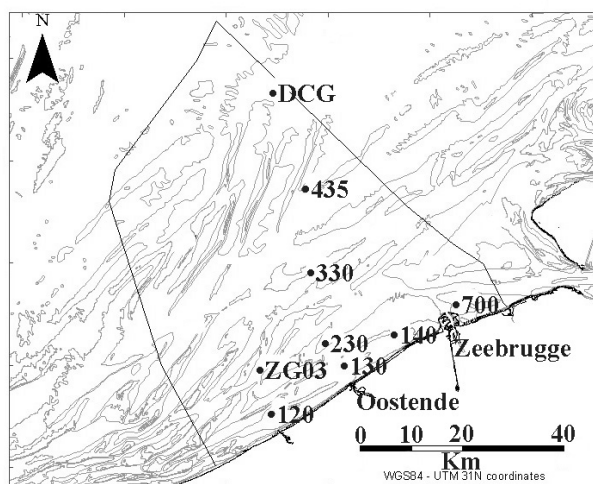 N
DCG
435
330
700
140
230
Zeebrugge
130
ZG03
Oostende
120
0 10 20 40
Km
WGS84 - UTM 31N coordinates